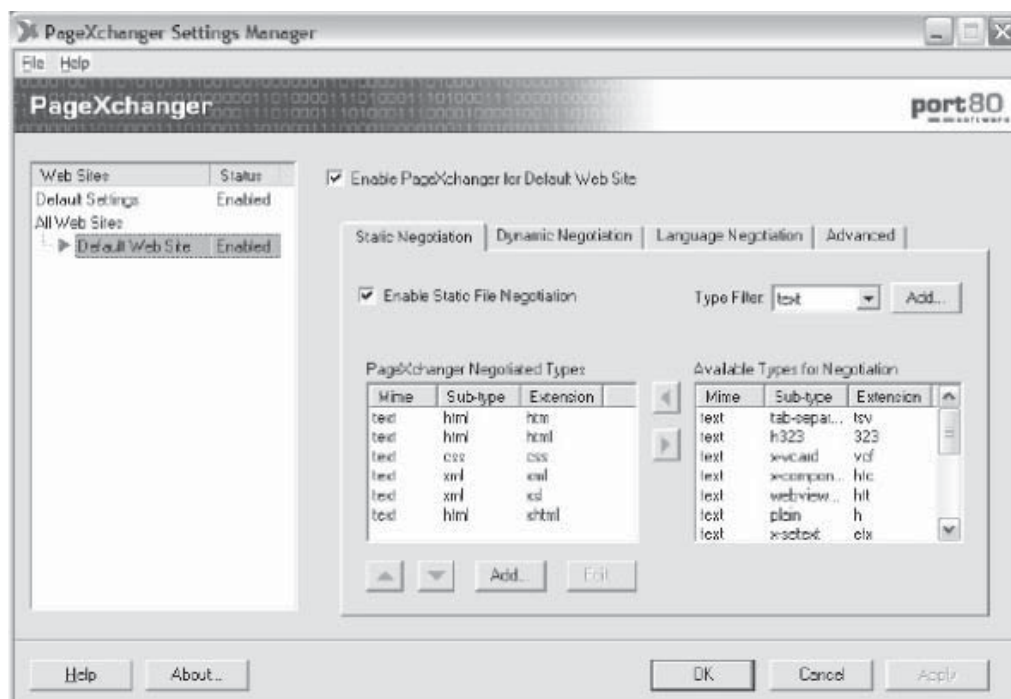 PageXchanger Settings Manager
File Help
PageXchanger
port80
software
Web Sites Status
Default Settings Enabled
All Web Sites
Default Web Site Enabled
Enable PageXchanger for Default Web Site
Static Negotiation Dynamic Negotiation Language Negotiation Advanced
Enable Static File Negotiation
Type Filter text Add...
PageXchanger Negotiated Types
Mime Sub-type Extension
text html htm
text html html
text css css
text xml xml
text xml xsl
text html xhtml
Available Types for Negotiation
Mime Sub-type Extension
text tab-separ... tsv
text h323 323
text x-vcard vcf
text x-compon... htc
text webview... htt
text plain h
text x-setext etx
Add... Edit...
Help About... OK Cancel Apply